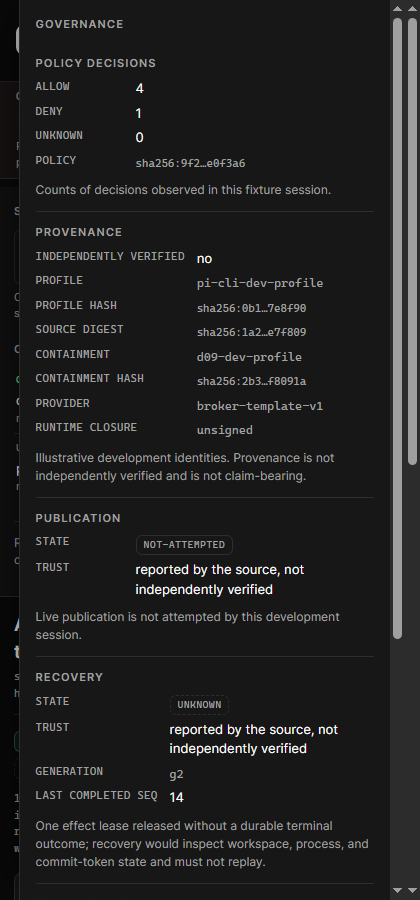 GOVERNANCE
POLICY DECISIONS
ALLOW 4
DENY 1
UNKNOWN 0
POLICY sha256:9f2…e0f3a6
Counts of decisions observed in this fixture session.
PROVENANCE
INDEPENDENTLY VERIFIED no
PROFILE pi-cli-dev-profile
PROFILE HASH sha256:0b1…7e8f90
SOURCE DIGEST sha256:1a2…e7f809
CONTAINMENT d09-dev-profile
CONTAINMENT HASH sha256:2b3…f8091a
PROVIDER broker-template-v1
RUNTIME CLOSURE unsigned
Illustrative development identities. Provenance is not
independently verified and is not claim-bearing.
PUBLICATION
STATE NOT-ATTEMPTED
TRUST reported by the source, not
independently verified
Live publication is not attempted by this development
session.
RECOVERY
STATE UNKNOWN
TRUST reported by the source, not
independently verified
GENERATION g2
LAST COMPLETED SEQ 14
One effect lease released without a durable terminal
outcome; recovery would inspect workspace, process, and
commit-token state and must not replay.